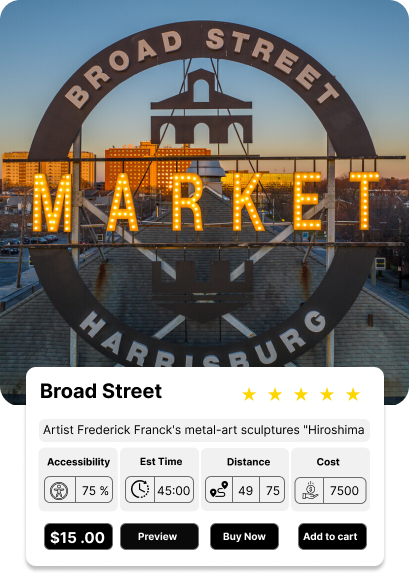 BROAD STREET
MARKET
HARRISBURG
Broad Street
Artist Frederick Franck's metal-art sculptures "Hiroshima
Accessibility Est Time Distance Cost
75 % 45:00 49 75 7500
$15 .00 Preview Buy Now Add to cart